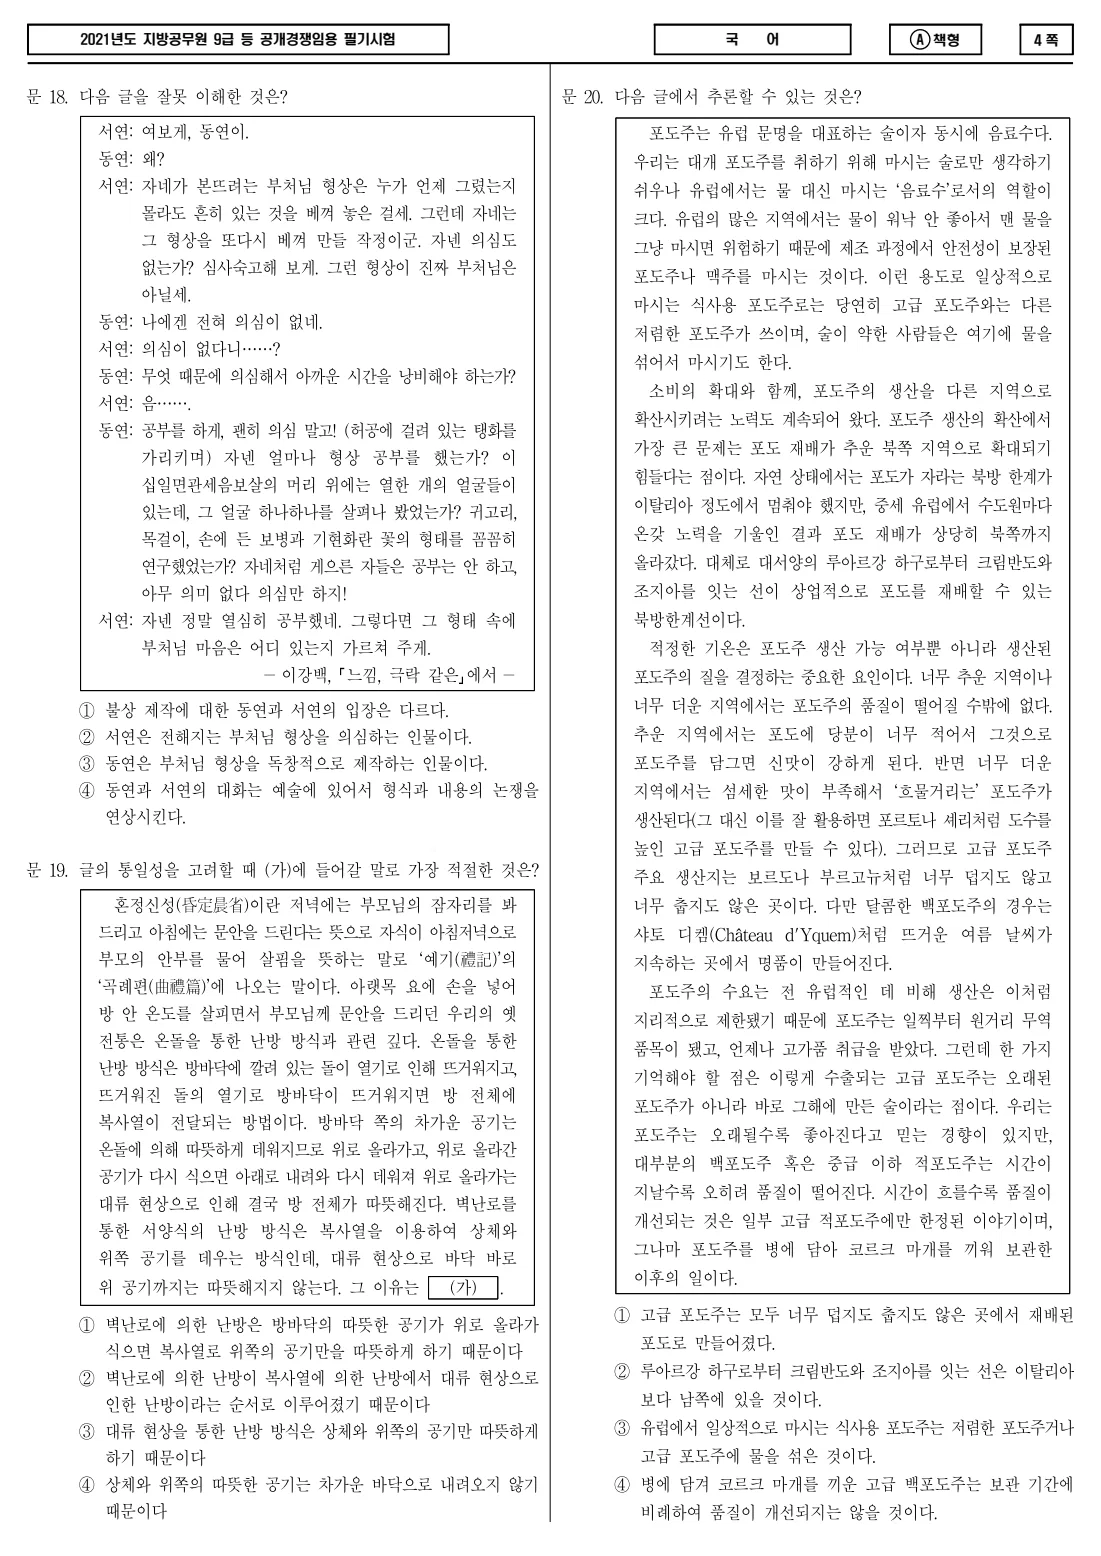 2021년도 지방공무원 9급 등 공개경쟁임용 필기시험
국 어
Ⓐ 책형
4 쪽
문 18. 다음 글을 잘못 이해한 것은?
서연: 여보게, 동연이.
동연: 왜?
서연: 자네가 본뜨려는 부처님 형상은 누가 언제 그렸는지
몰라도 흔히 있는 것을 베껴 놓은 걸세. 그런데 자네는
그 형상을 또다시 베껴 만들 작정이군. 자넨 의심도
없는가? 심사숙고해 보게. 그런 형상이 진짜 부처님은
아닐세.
동연: 나에겐 전혀 의심이 없네.
서연: 의심이 없다니……?
동연: 무엇 때문에 의심해서 아까운 시간을 낭비해야 하는가?
서연: 음…….
동연: 공부를 하게, 괜히 의심 말고! (허공에 걸려 있는 탱화를
가리키며) 자넨 얼마나 형상 공부를 했는가? 이
십일면관세음보살의 머리 위에는 열한 개의 얼굴들이
있는데, 그 얼굴 하나하나를 살펴나 봤었는가? 귀고리,
목걸이, 손에 든 보병과 기현화란 꽃의 형태를 꼼꼼히
연구했었는가? 자네처럼 게으른 자들은 공부는 안 하고,
아무 의미 없다 의심만 하지!
서연: 자넨 정말 열심히 공부했네. 그렇다면 그 형태 속에
부처님 마음은 어디 있는지 가르쳐 주게.
－ 이강백, ｢느낌, 극락 같은｣에서 －
① 불상 제작에 대한 동연과 서연의 입장은 다르다.
② 서연은 전해지는 부처님 형상을 의심하는 인물이다.
③ 동연은 부처님 형상을 독창적으로 제작하는 인물이다.
④ 동연과 서연의 대화는 예술에 있어서 형식과 내용의 논쟁을
연상시킨다.
문 19. 글의 통일성을 고려할 때 (가)에 들어갈 말로 가장 적절한 것은?
혼정신성(昏定晨省)이란 저녁에는 부모님의 잠자리를 봐
드리고 아침에는 문안을 드린다는 뜻으로 자식이 아침저녁으로
부모의 안부를 물어 살핌을 뜻하는 말로 ‘예기(禮記)’의
‘곡례편(曲禮篇)’에 나오는 말이다. 아랫목 요에 손을 넣어
방 안 온도를 살피면서 부모님께 문안을 드리던 우리의 옛
전통은 온돌을 통한 난방 방식과 관련 깊다. 온돌을 통한
난방 방식은 방바닥에 깔려 있는 돌이 열기로 인해 뜨거워지고,
뜨거워진 돌의 열기로 방바닥이 뜨거워지면 방 전체에
복사열이 전달되는 방법이다. 방바닥 쪽의 차가운 공기는
온돌에 의해 따뜻하게 데워지므로 위로 올라가고, 위로 올라간
공기가 다시 식으면 아래로 내려와 다시 데워져 위로 올라가는
대류 현상으로 인해 결국 방 전체가 따뜻해진다. 벽난로를
통한 서양식의 난방 방식은 복사열을 이용하여 상체와
위쪽 공기를 데우는 방식인데, 대류 현상으로 바닥 바로
위 공기까지는 따뜻해지지 않는다. 그 이유는 (가).
① 벽난로에 의한 난방은 방바닥의 따뜻한 공기가 위로 올라가
식으면 복사열로 위쪽의 공기만을 따뜻하게 하기 때문이다
② 벽난로에 의한 난방이 복사열에 의한 난방에서 대류 현상으로
인한 난방이라는 순서로 이루어졌기 때문이다
③ 대류 현상을 통한 난방 방식은 상체와 위쪽의 공기만 따뜻하게
하기 때문이다
④ 상체와 위쪽의 따뜻한 공기는 차가운 바닥으로 내려오지 않기
때문이다
문 20. 다음 글에서 추론할 수 있는 것은?
포도주는 유럽 문명을 대표하는 술이자 동시에 음료수다.
우리는 대개 포도주를 취하기 위해 마시는 술로만 생각하기
쉬우나 유럽에서는 물 대신 마시는 ‘음료수’로서의 역할이
크다. 유럽의 많은 지역에서는 물이 워낙 안 좋아서 맨 물을
그냥 마시면 위험하기 때문에 제조 과정에서 안전성이 보장된
포도주나 맥주를 마시는 것이다. 이런 용도로 일상적으로
마시는 식사용 포도주로는 당연히 고급 포도주와는 다른
저렴한 포도주가 쓰이며, 술이 약한 사람들은 여기에 물을
섞어서 마시기도 한다.
소비의 확대와 함께, 포도주의 생산을 다른 지역으로
확산시키려는 노력도 계속되어 왔다. 포도주 생산의 확산에서
가장 큰 문제는 포도 재배가 추운 북쪽 지역으로 확대되기
힘들다는 점이다. 자연 상태에서는 포도가 자라는 북방 한계가
이탈리아 정도에서 멈춰야 했지만, 중세 유럽에서 수도원마다
온갖 노력을 기울인 결과 포도 재배가 상당히 북쪽까지
올라갔다. 대체로 대서양의 루아르강 하구로부터 크림반도와
조지아를 잇는 선이 상업적으로 포도를 재배할 수 있는
북방한계선이다.
적정한 기온은 포도주 생산 가능 여부뿐 아니라 생산된
포도주의 질을 결정하는 중요한 요인이다. 너무 추운 지역이나
너무 더운 지역에서는 포도주의 품질이 떨어질 수밖에 없다.
추운 지역에서는 포도에 당분이 너무 적어서 그것으로
포도주를 담그면 신맛이 강하게 된다. 반면 너무 더운
지역에서는 섬세한 맛이 부족해서 ‘흐물거리는’ 포도주가
생산된다(그 대신 이를 잘 활용하면 포르토나 셰리처럼 도수를
높인 고급 포도주를 만들 수 있다). 그러므로 고급 포도주
주요 생산지는 보르도나 부르고뉴처럼 너무 덥지도 않고
너무 춥지도 않은 곳이다. 다만 달콤한 백포도주의 경우는
샤토 디켐(Château d’Yquem)처럼 뜨거운 여름 날씨가
지속하는 곳에서 명품이 만들어진다.
포도주의 수요는 전 유럽적인 데 비해 생산은 이처럼
지리적으로 제한됐기 때문에 포도주는 일찍부터 원거리 무역
품목이 됐고, 언제나 고가품 취급을 받았다. 그런데 한 가지
기억해야 할 점은 이렇게 수출되는 고급 포도주는 오래된
포도주가 아니라 바로 그해에 만든 술이라는 점이다. 우리는
포도주는 오래될수록 좋아진다고 믿는 경향이 있지만,
대부분의 백포도주 혹은 중급 이하 적포도주는 시간이
지날수록 오히려 품질이 떨어진다. 시간이 흐를수록 품질이
개선되는 것은 일부 고급 적포도주에만 한정된 이야기이며,
그나마 포도주를 병에 담아 코르크 마개를 끼워 보관한
이후의 일이다.
① 고급 포도주는 모두 너무 덥지도 춥지도 않은 곳에서 재배된
포도로 만들어졌다.
② 루아르강 하구로부터 크림반도와 조지아를 잇는 선은 이탈리아
보다 남쪽에 있을 것이다.
③ 유럽에서 일상적으로 마시는 식사용 포도주는 저렴한 포도주거나
고급 포도주에 물을 섞은 것이다.
④ 병에 담겨 코르크 마개를 끼운 고급 백포도주는 보관 기간에
비례하여 품질이 개선되지는 않을 것이다.